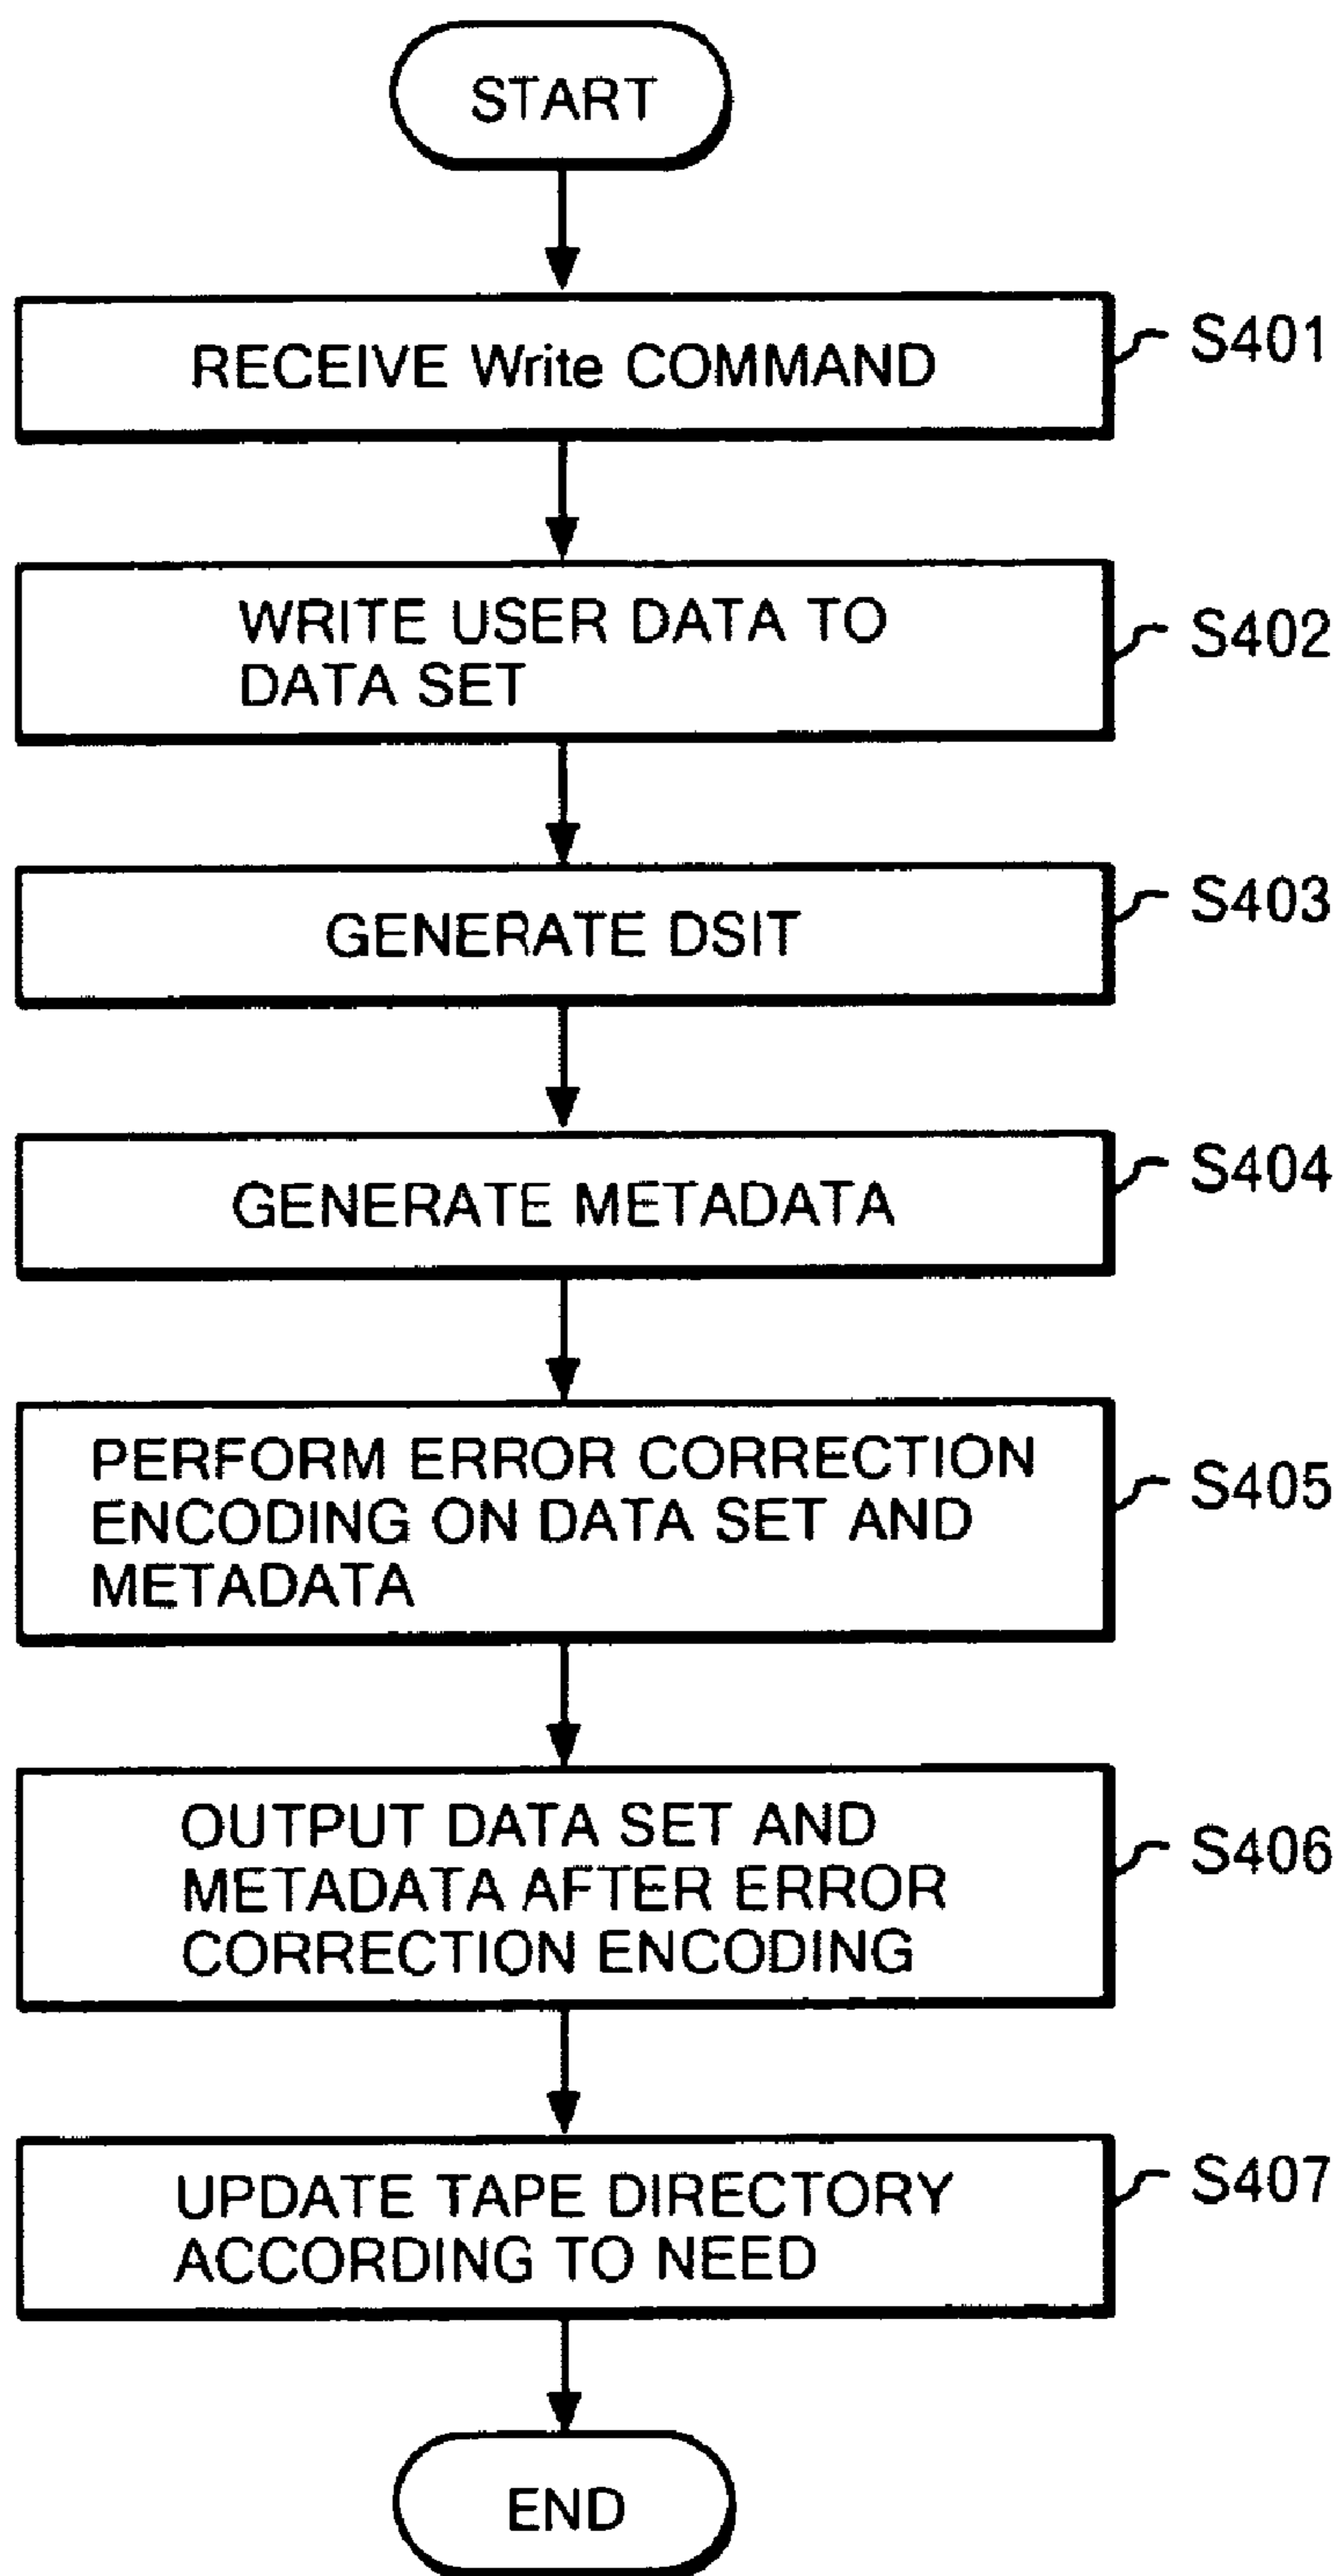 START
RECEIVE Write COMMAND
S401
WRITE USER DATA TO
DATA SET
S402
GENERATE DSIT
S403
GENERATE METADATA
S404
PERFORM ERROR CORRECTION
ENCODING ON DATA SET AND
METADATA
S405
OUTPUT DATA SET AND
METADATA AFTER ERROR
CORRECTION ENCODING
S406
UPDATE TAPE DIRECTORY
ACCORDING TO NEED
S407
END